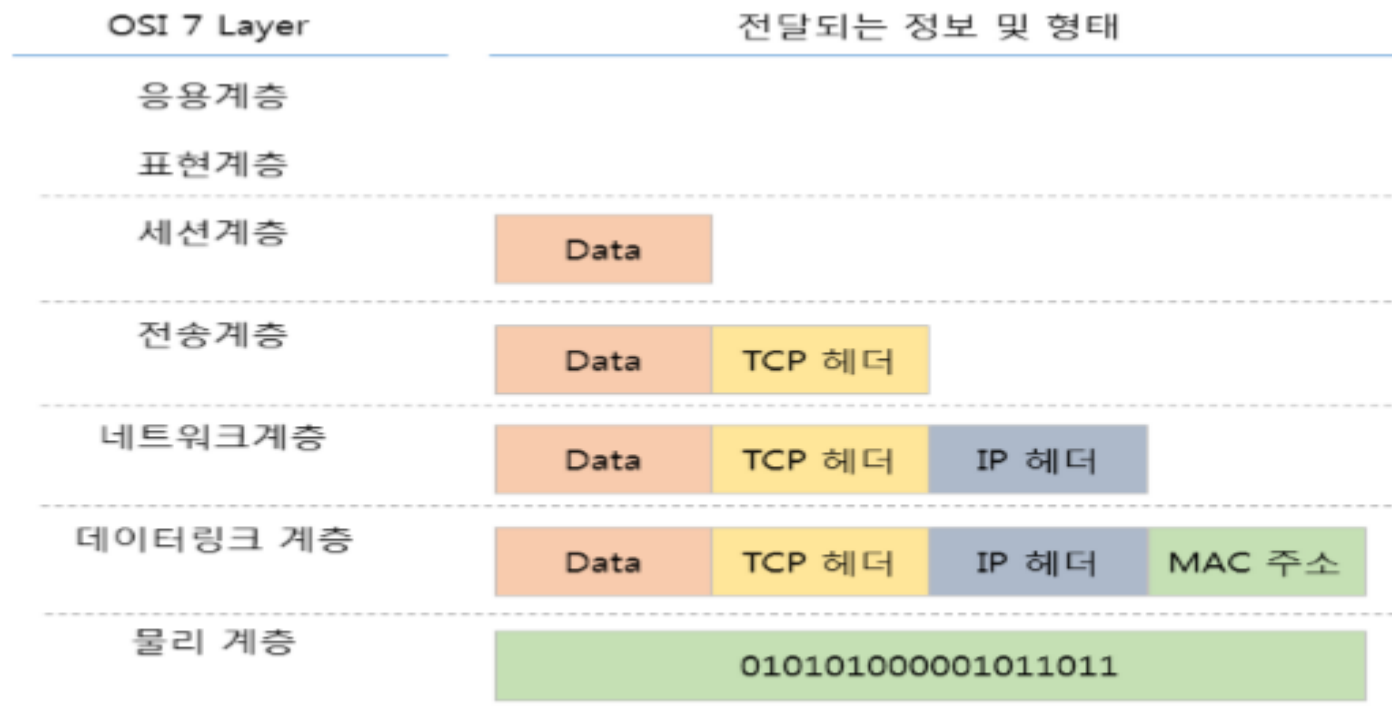 OSI 7 Layer 전달되는 정보 및 형태
응용계층
표현계층
세션계층 Data
전송계층 Data TCP 헤더
네트워크계층 Data TCP 헤더 IP 헤더
데이터링크 계층 Data TCP 헤더 IP 헤더 MAC 주소
물리 계층 010101000001011011